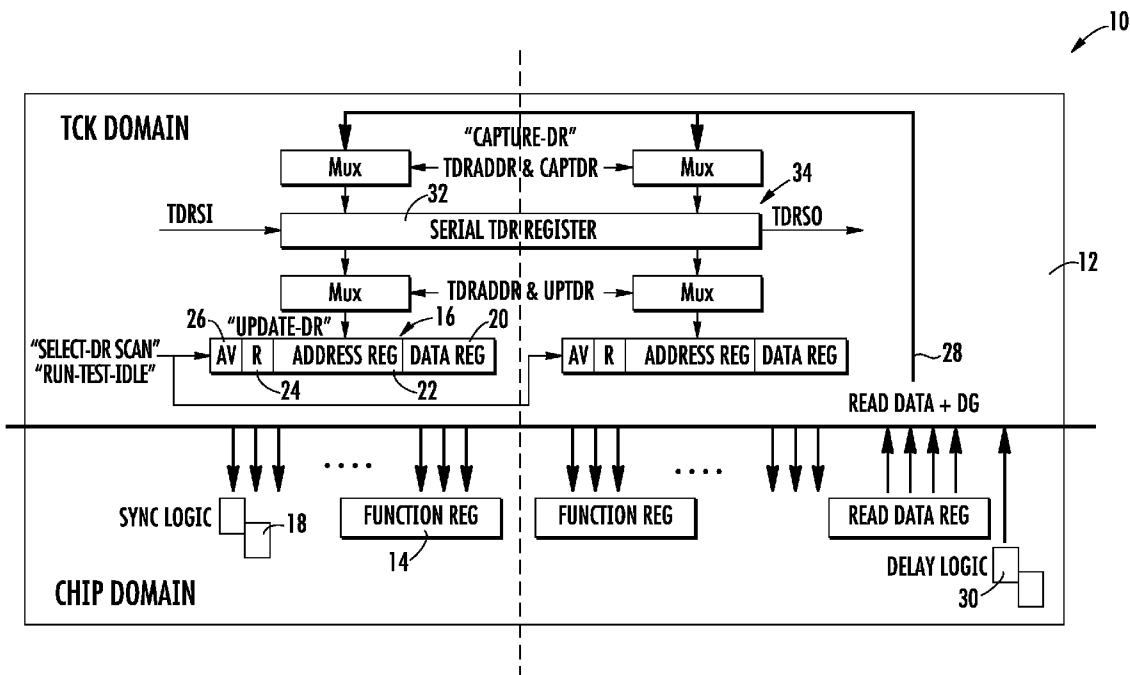 10
TCK DOMAIN
"CAPTURE-DR"
Mux
TDRADDR & CAPTDR
Mux
34
32
TDRSI
SERIAL TDR REGISTER
TDRSO
12
Mux
TDRADDR & UPTDR
Mux
26
"UPDATE-DR"
16
20
"SELECT-DR SCAN"
"RUN-TEST-IDLE"
AV
R
ADDRESS REG
DATA REG
AV
R
ADDRESS REG
DATA REG
28
24
22
READ DATA + DG
SYNC LOGIC
18
FUNCTION REG
14
FUNCTION REG
READ DATA REG
DELAY LOGIC
30
CHIP DOMAIN